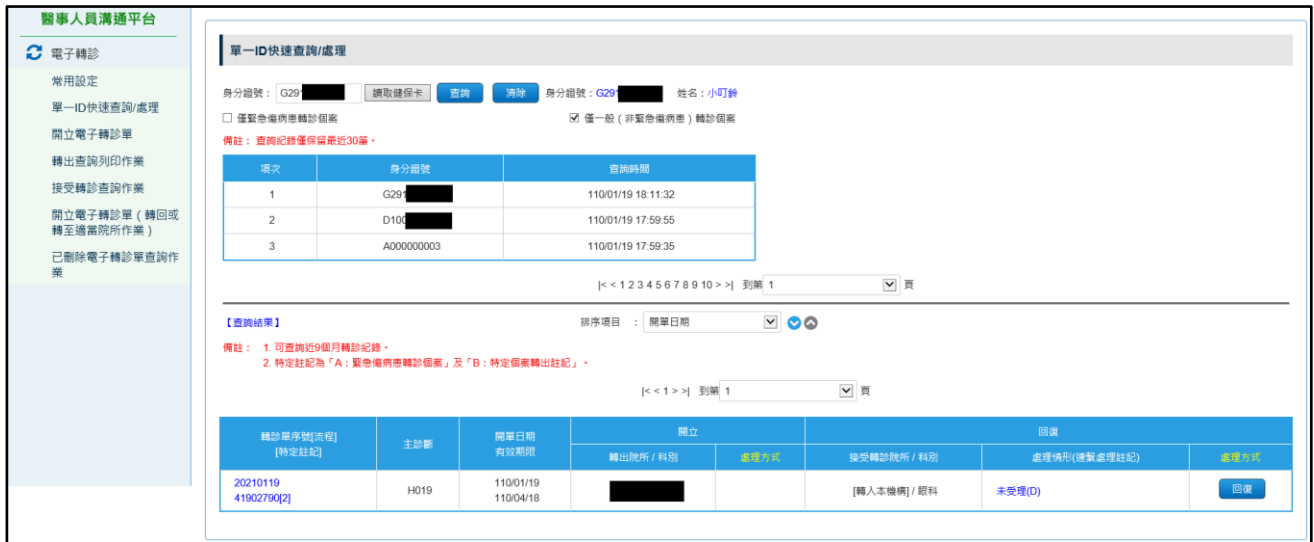 醫事人員溝通平台
電子轉診
常用設定
單一ID快速查詢/處理
開立電子轉診單
轉出查詢列印作業
接受轉診查詢作業
開立電子轉診單（轉回或
轉至適當院所作業）
已刪除電子轉診單查詢作
業
單一ID快速查詢/處理
身分證號： G291 讀取健保卡 查詢 清除 身分證號：G291 姓名：小叮鈴
僅緊急傷病患轉診個案 僅一般（非緊急傷病患）轉診個案
備註： 查詢紀錄僅保留最近30筆。
項次 身分證號 查詢時間
1 G291 110/01/19 18:11:32
2 D100 110/01/19 17:59:55
3 A000000003 110/01/19 17:59:35
|< < 1 2 3 4 5 6 7 8 9 10 > >| 到第 1 頁
【查詢結果】 排序項目 ： 開單日期
備註： 1. 可查詢近9個月轉診紀錄。
2. 特定註記為「A：緊急傷病患轉診個案」及「B：特定個案轉出註記」。
|< < 1 > >| 到第 1 頁
轉診單序號[流程] 主診斷 開單日期 開立 回復
[特定註記] 有效期限 轉出院所 / 科別 處理方式 接受轉診院所 / 科別 處理情形(連繫處理註記) 處理方式
20210119 H019 110/01/19 [轉入本機構] / 眼科 未受理(D) 回復
41902790[2] 110/04/18